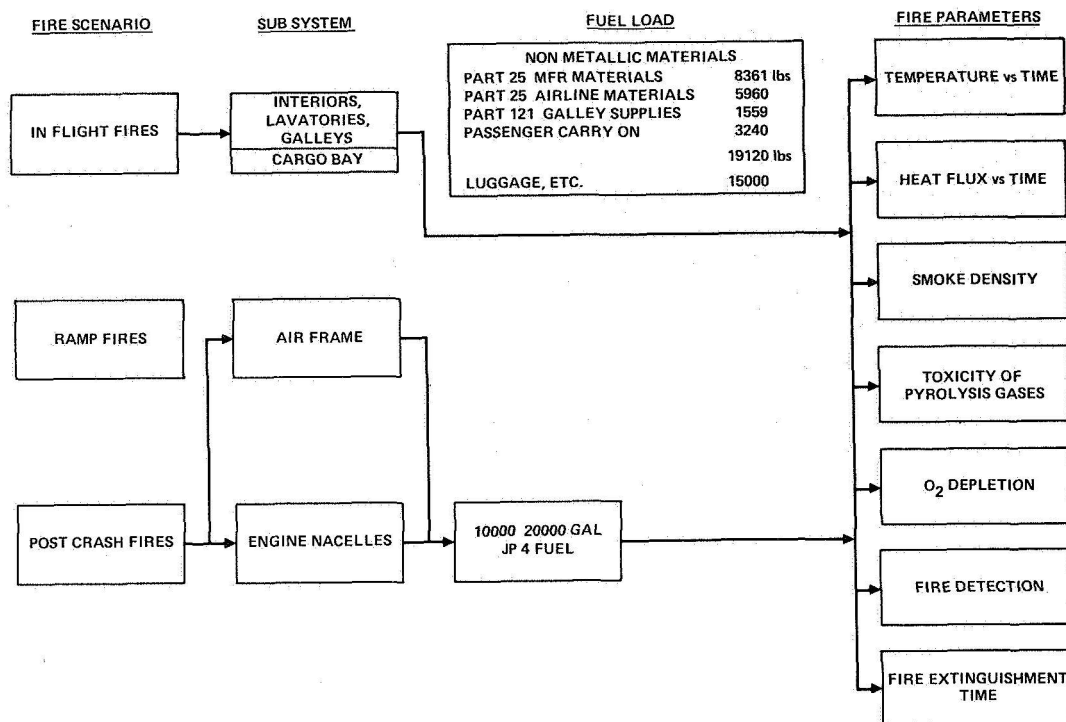 FIRE SCENARIO
SUB SYSTEM
FUEL LOAD
FIRE PARAMETERS
IN FLIGHT FIRES
INTERIORS,
LAVATORIES,
GALLEYS
CARGO BAY
NON METALLIC MATERIALS
PART 25 MFR MATERIALS 8361 lbs
PART 25 AIRLINE MATERIALS 5960
PART 121 GALLEY SUPPLIES 1559
PASSENGER CARRY ON 3240
19120 lbs
LUGGAGE, ETC. 15000
TEMPERATURE vs TIME
HEAT FLUX vs TIME
SMOKE DENSITY
RAMP FIRES
AIR FRAME
TOXICITY OF
PYROLYSIS GASES
O₂ DEPLETION
POST CRASH FIRES
ENGINE NACELLES
10000 20000 GAL
JP 4 FUEL
FIRE DETECTION
FIRE EXTINGUISHMENT
TIME